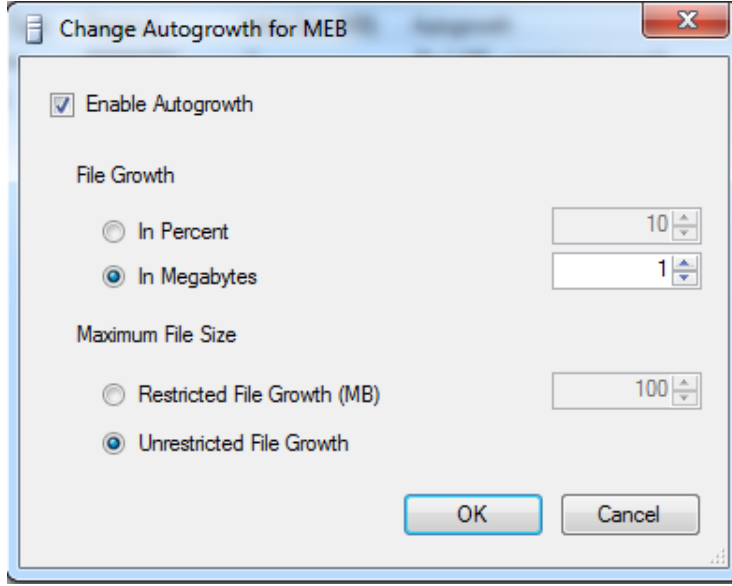 Change Autogrowth for MEB
Enable Autogrowth
File Growth
In Percent
10
In Megabytes
1
Maximum File Size
Restricted File Growth (MB)
100
Unrestricted File Growth
OK
Cancel